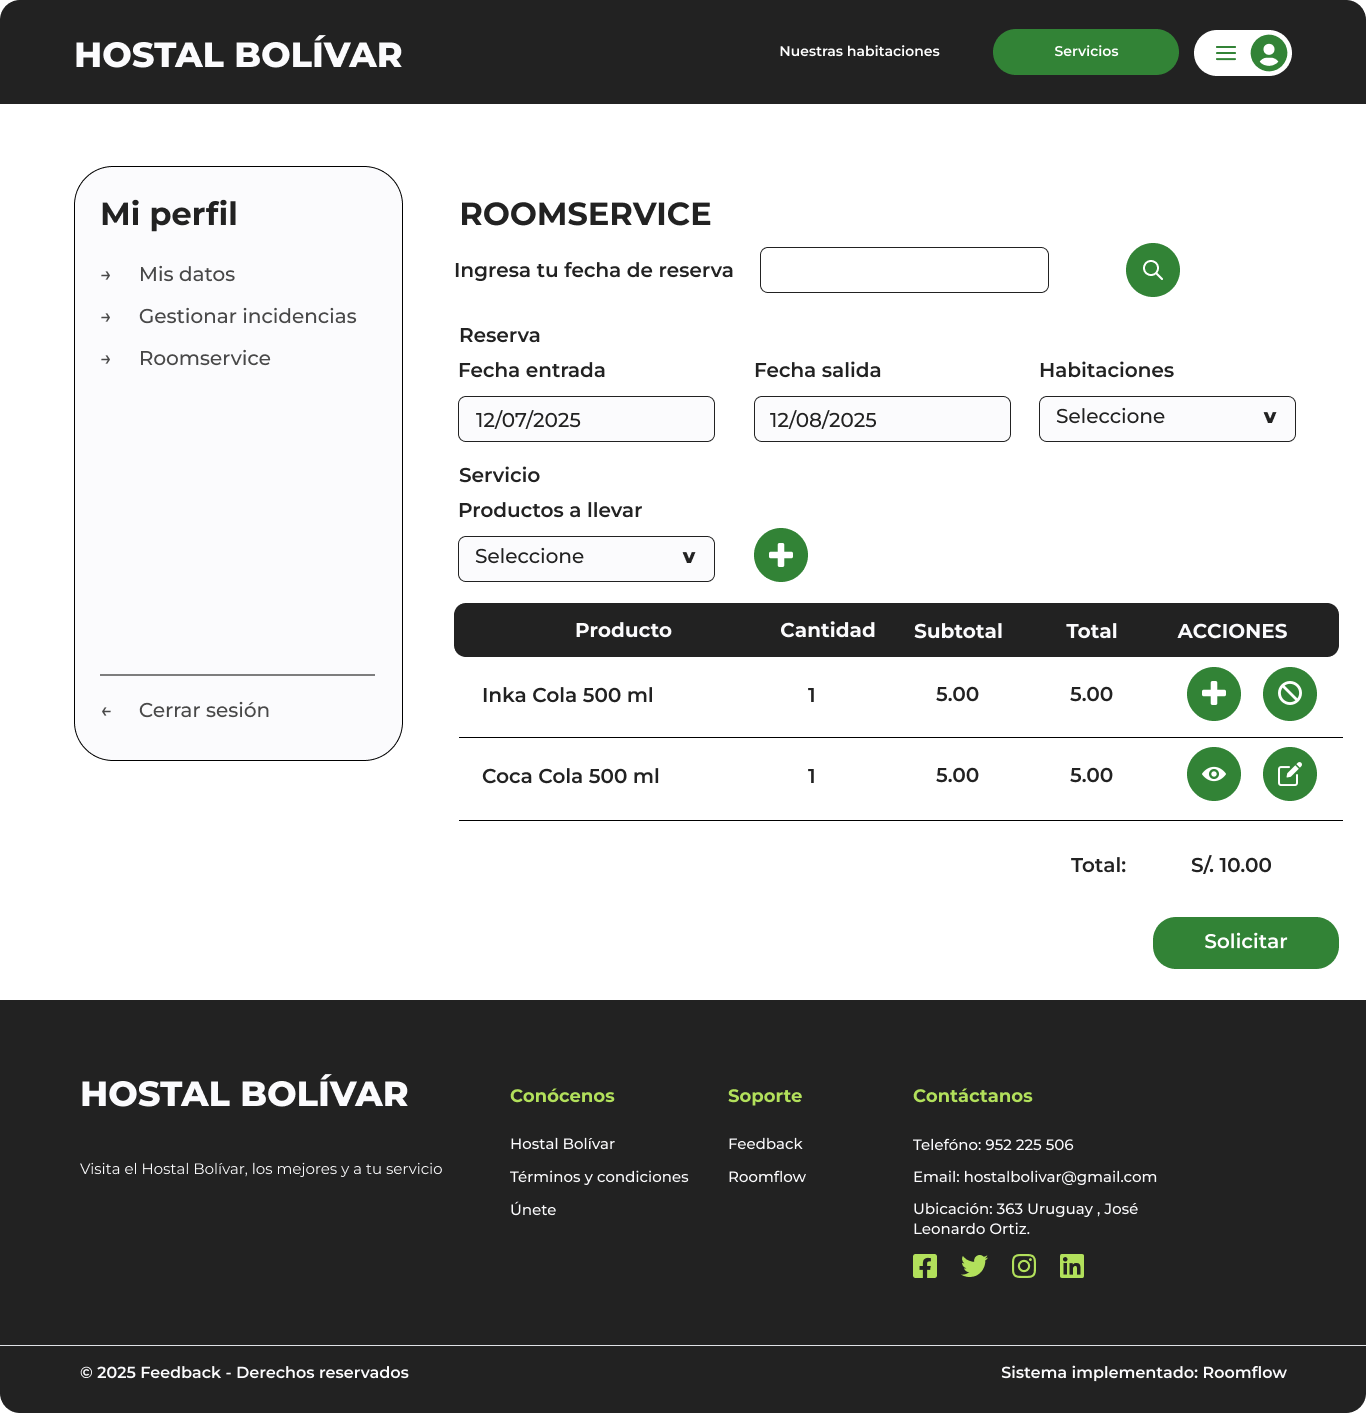 HOSTAL BOLÍVAR
Nuestras habitaciones
Servicios
Mi perfil
→ Mis datos
→ Gestionar incidencias
→ Roomservice
← Cerrar sesión
ROOMSERVICE
Ingresa tu fecha de reserva
Reserva
Fecha entrada Fecha salida Habitaciones
12/07/2025 12/08/2025 Seleccione v
Servicio
Productos a llevar
Seleccione v
Producto Cantidad Subtotal Total ACCIONES
Inka Cola 500 ml 1 5.00 5.00
Coca Cola 500 ml 1 5.00 5.00
Total: S/. 10.00
Solicitar
HOSTAL BOLÍVAR
Visita el Hostal Bolívar, los mejores y a tu servicio
Conócenos
Hostal Bolívar
Términos y condiciones
Únete
Soporte
Feedback
Roomflow
Contáctanos
Telefóno: 952 225 506
Email: hostalbolivar@gmail.com
Ubicación: 363 Uruguay , José
Leonardo Ortiz.
© 2025 Feedback - Derechos reservados
Sistema implementado: Roomflow